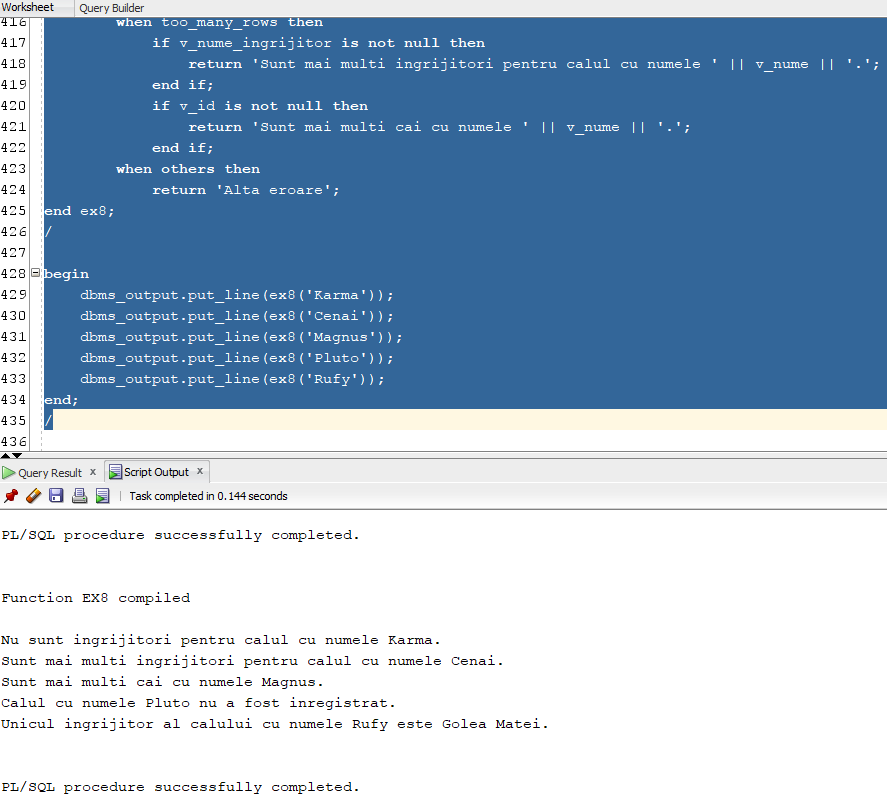 Worksheet Query Builder
416 when too_many_rows then
417 if v_nume_ingrijitor is not null then
418 return 'Sunt mai multi ingrijitori pentru calul cu numele ' || v_nume || '.';
419 end if;
420 if v_id is not null then
421 return 'Sunt mai multi cai cu numele ' || v_nume || '.';
422 end if;
423 when others then
424 return 'Alta eroare';
425 end ex8;
426 /
427
428 begin
429 dbms_output.put_line(ex8('Karma'));
430 dbms_output.put_line(ex8('Cenai'));
431 dbms_output.put_line(ex8('Magnus'));
432 dbms_output.put_line(ex8('Pluto'));
433 dbms_output.put_line(ex8('Rufy'));
434 end;
435 /
436
Query Result x Script Output x
Task completed in 0.144 seconds
PL/SQL procedure successfully completed.
Function EX8 compiled
Nu sunt ingrijitori pentru calul cu numele Karma.
Sunt mai multi ingrijitori pentru calul cu numele Cenai.
Sunt mai multi cai cu numele Magnus.
Calul cu numele Pluto nu a fost inregistrat.
Unicul ingrijitor al calului cu numele Rufy este Golea Matei.
PL/SQL procedure successfully completed.